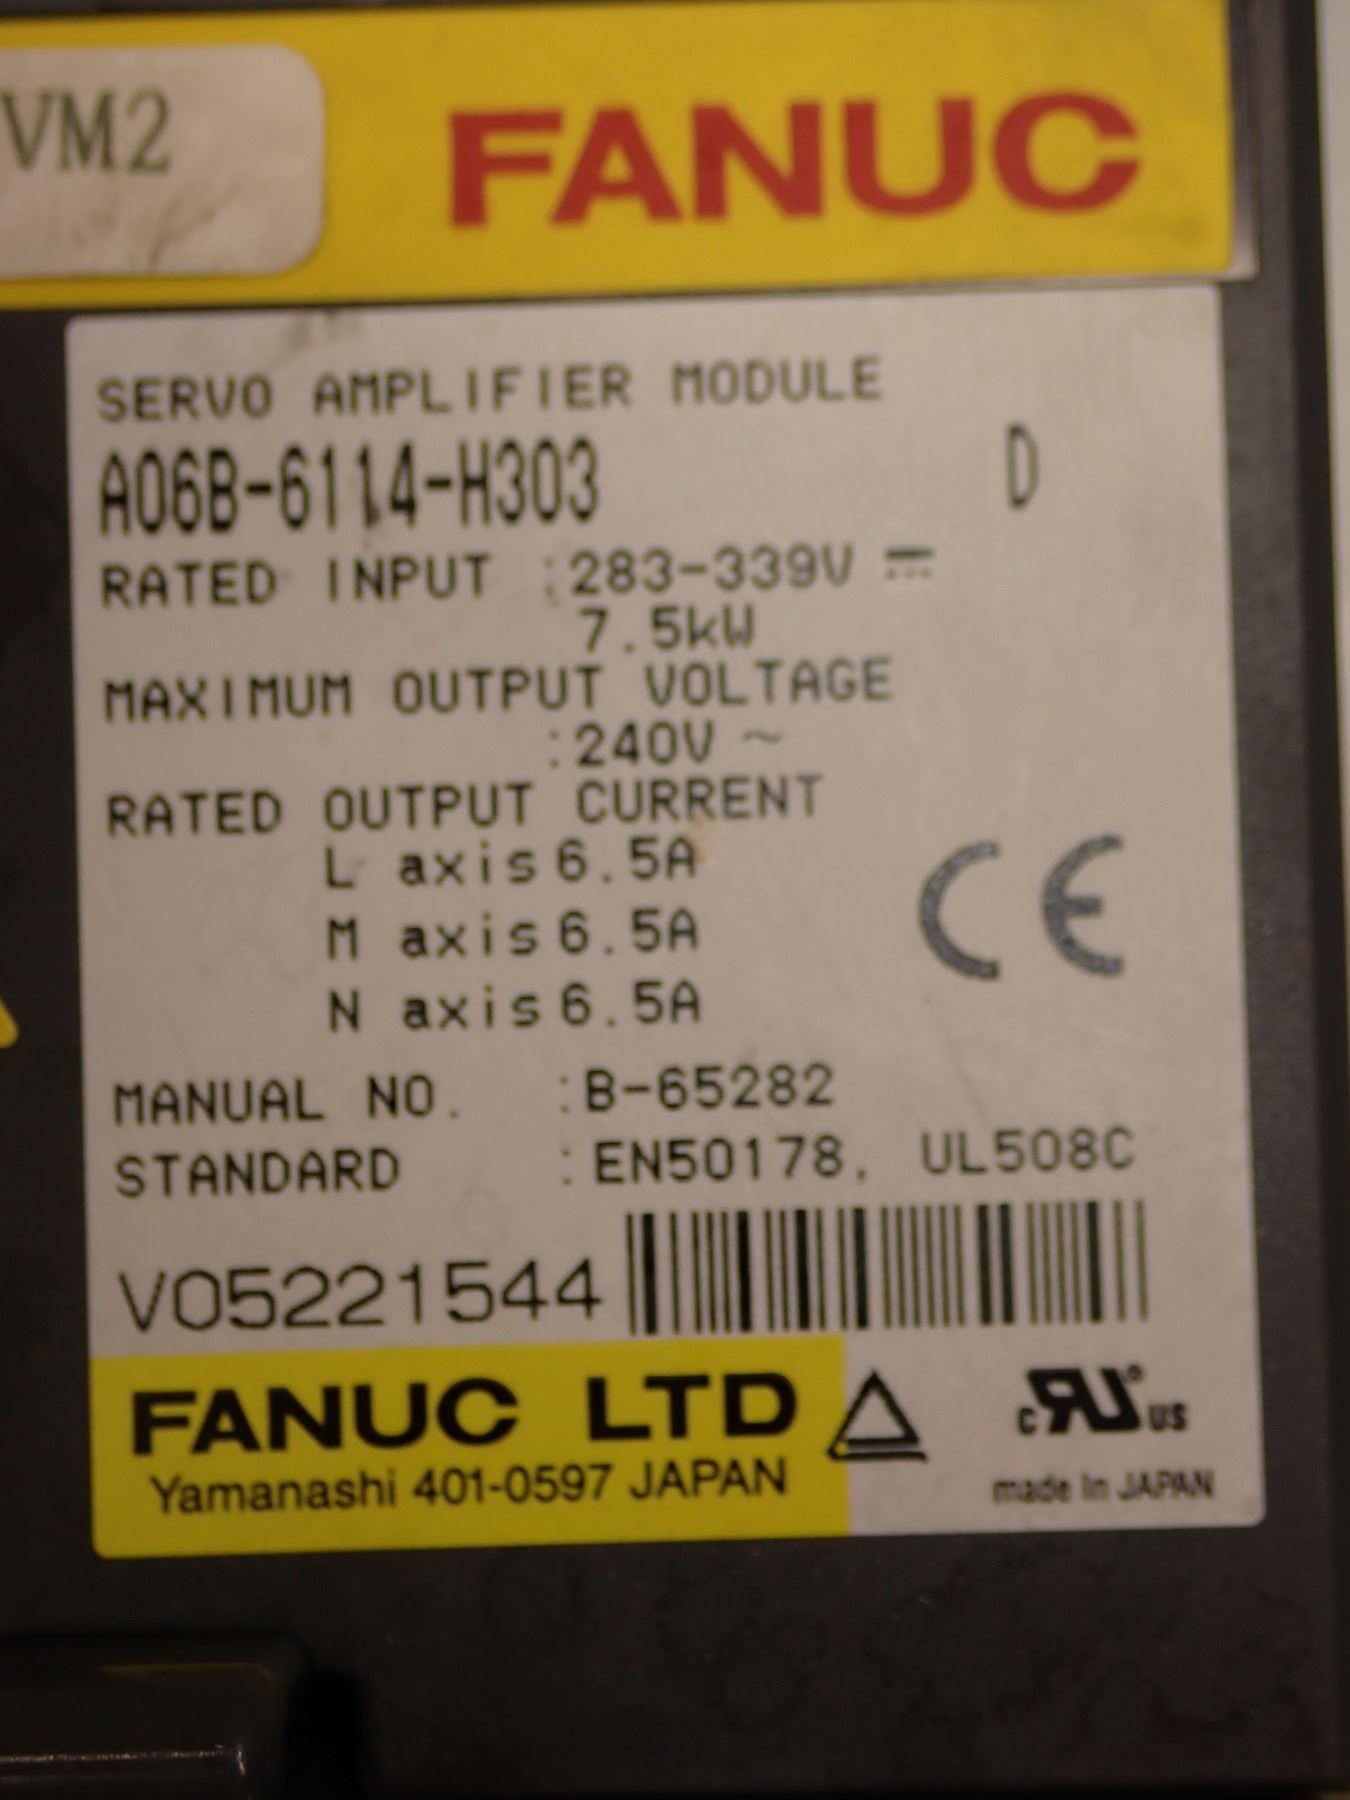 VM2
FANUC
SERVO AMPLIFIER MODULE
A06B-6114-H303 D
RATED INPUT :283-339V ⎓
7.5kW
MAXIMUM OUTPUT VOLTAGE
:240V ~
RATED OUTPUT CURRENT
L axis 6.5A
M axis 6.5A
N axis 6.5A
MANUAL NO. :B-65282
STANDARD :EN50178, UL508C
V05221544
FANUC LTD
Yamanashi 401-0597 JAPAN
c RU® US
made in JAPAN
CE